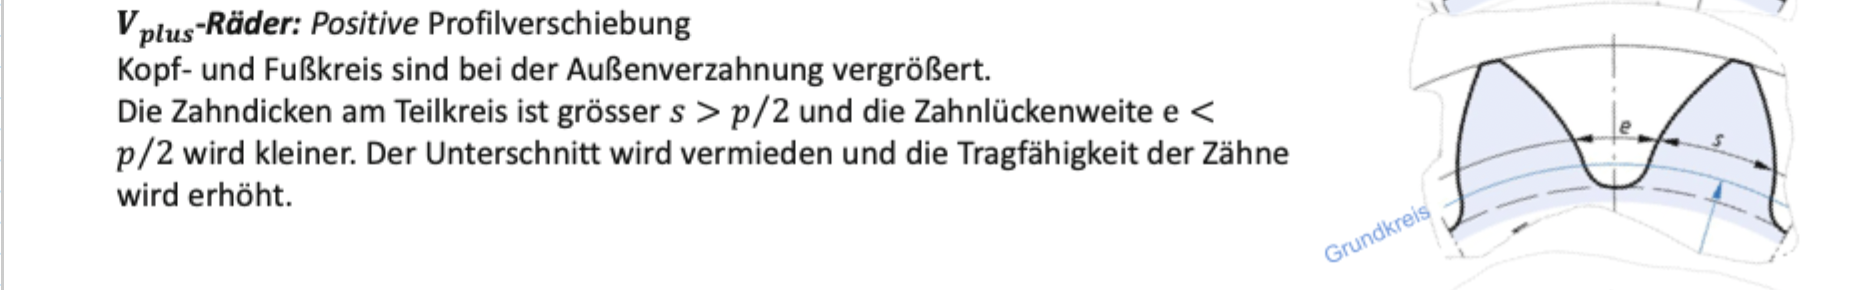 V_plus-Räder: Positive Profilverschiebung
Kopf- und Fußkreis sind bei der Außenverzahnung vergrößert.
Die Zahndicken am Teilkreis ist grösser s > p/2 und die Zahnlückenweite e <
p/2 wird kleiner. Der Unterschnitt wird vermieden und die Tragfähigkeit der Zähne
wird erhöht.
e
s
Grundkreis